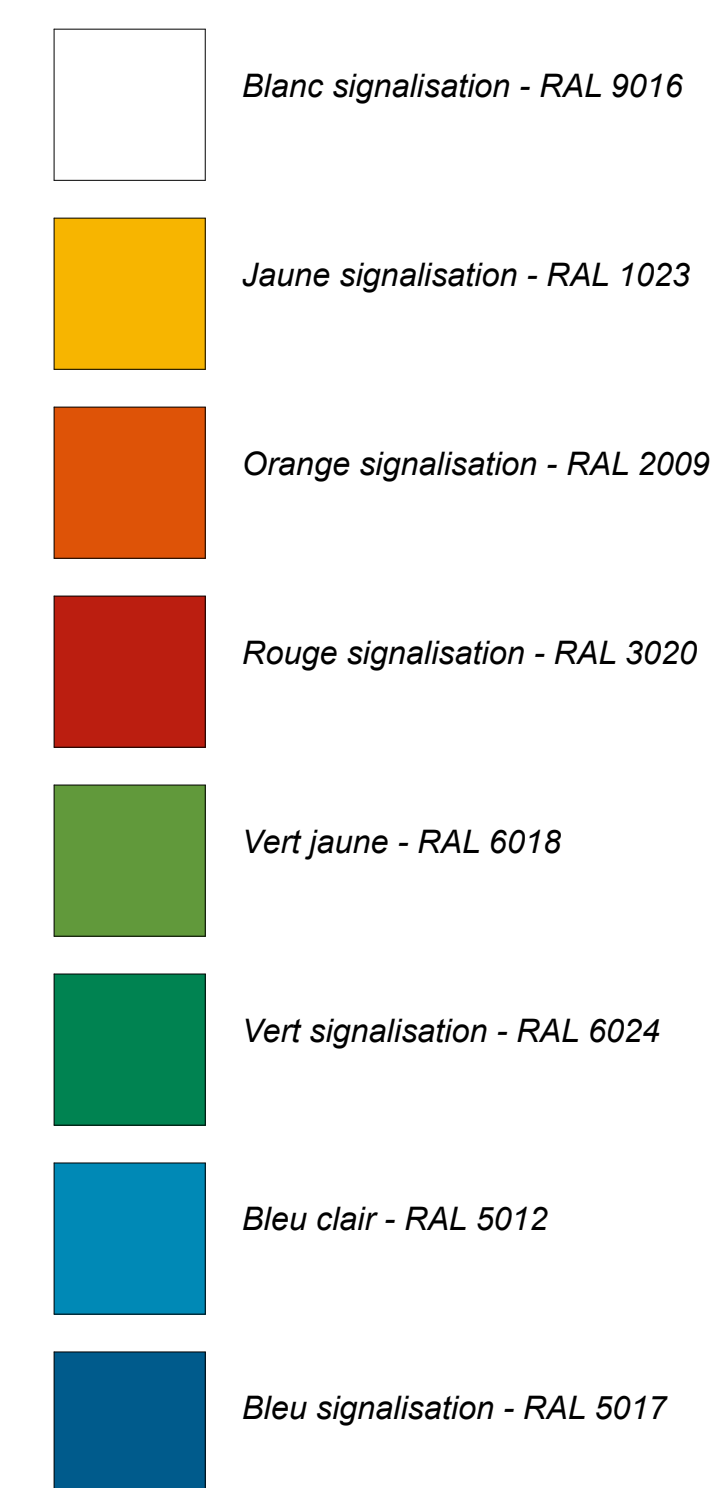 Blanc signalisation - RAL 9016
Jaune signalisation - RAL 1023
Orange signalisation - RAL 2009
Rouge signalisation - RAL 3020
Vert jaune - RAL 6018
Vert signalisation - RAL 6024
Bleu clair - RAL 5012
Bleu signalisation - RAL 5017